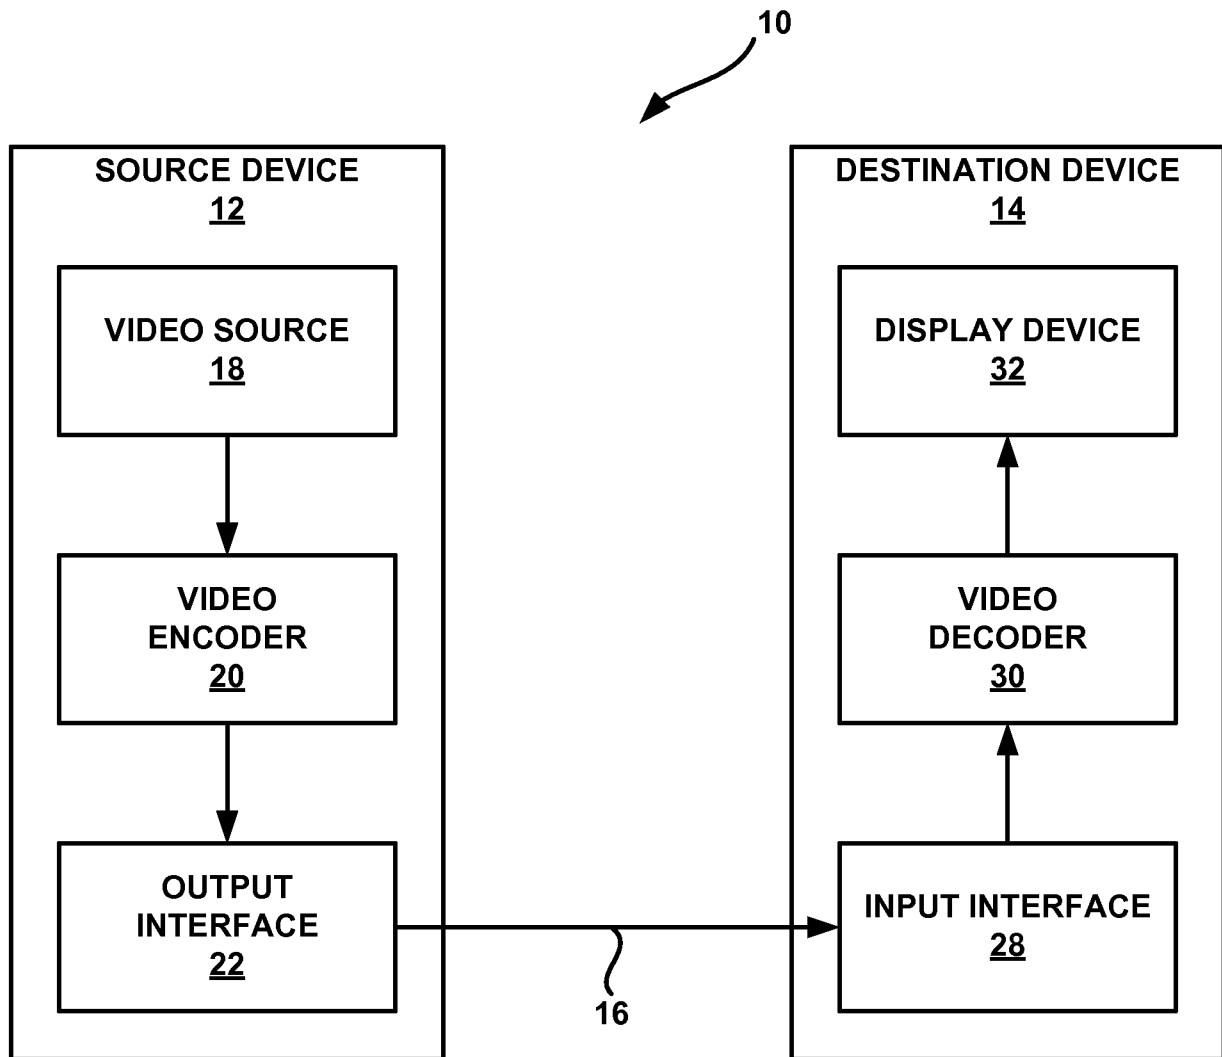 10
SOURCE DEVICE
12
VIDEO SOURCE
18
VIDEO
ENCODER
20
OUTPUT
INTERFACE
22
16
DESTINATION DEVICE
14
DISPLAY DEVICE
32
VIDEO
DECODER
30
INPUT INTERFACE
28